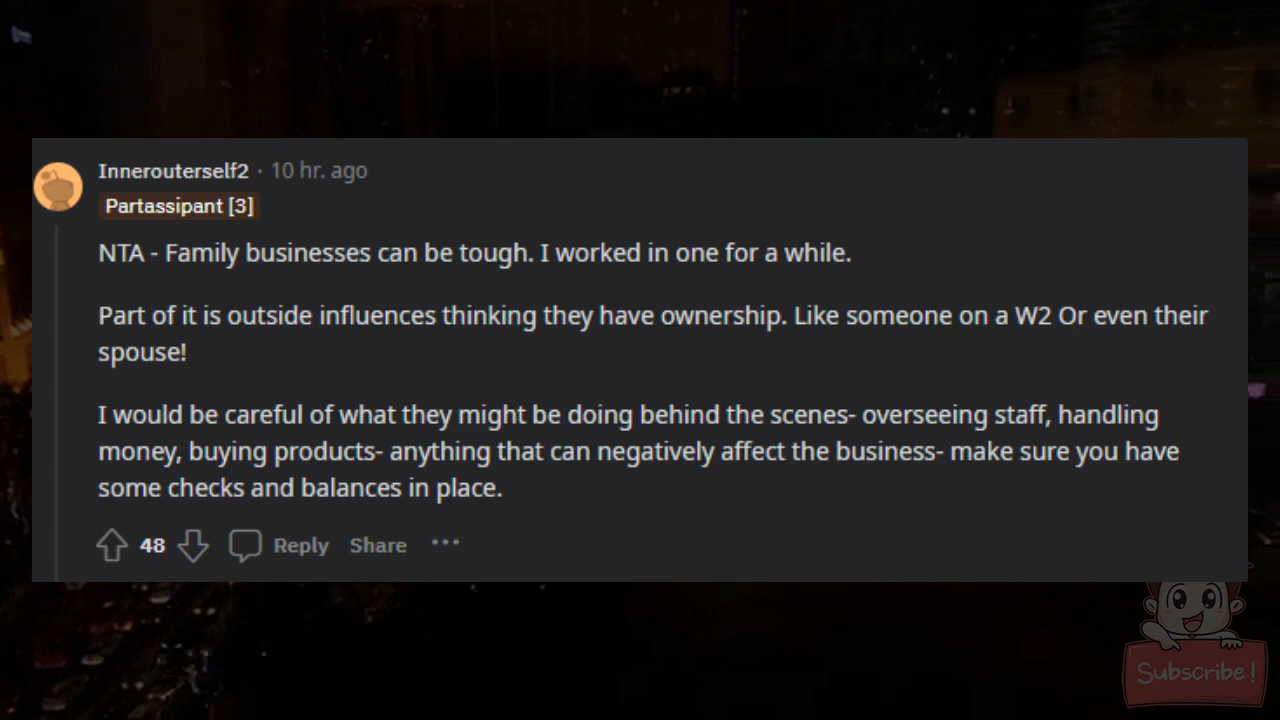 Innerouterself2 · 10 hr. ago
Partassipant [3]
NTA - Family businesses can be tough. I worked in one for a while.
Part of it is outside influences thinking they have ownership. Like someone on a W2 Or even their
spouse!
I would be careful of what they might be doing behind the scenes- overseeing staff, handling
money, buying products- anything that can negatively affect the business- make sure you have
some checks and balances in place.
48 Reply Share ...
Subscribe!